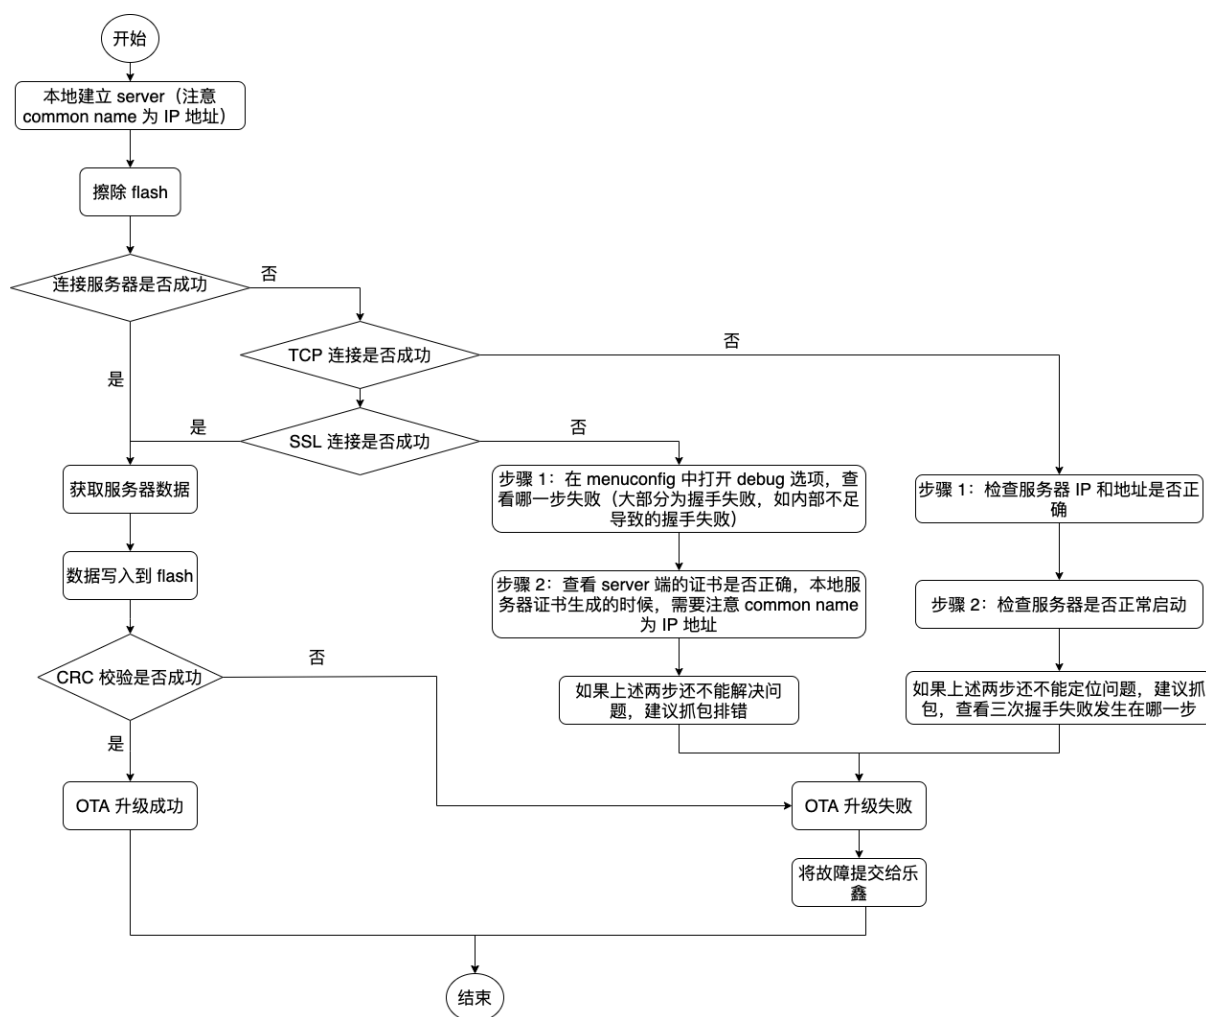 开始
本地建立 server（注意
common name 为 IP 地址）
擦除 flash
连接服务器是否成功
否
TCP 连接是否成功
否
是
SSL 连接是否成功
是
否
获取服务器数据
步骤 1：在 menuconfig 中打开 debug 选项，查
看哪一步失败（大部分为握手失败，如内部不足
导致的握手失败）
步骤 1：检查服务器 IP 和地址是否正
确
数据写入到 flash
步骤 2：查看 server 端的证书是否正确，本地服
务器证书生成的时候，需要注意 common name
为 IP 地址
步骤 2：检查服务器是否正常启动
CRC 校验是否成功
否
如果上述两步还不能解决问
题，建议抓包排错
如果上述两步还不能定位问题，建议抓
包，查看三次握手失败发生在哪一步
是
OTA 升级成功
OTA 升级失败
将故障提交给乐
鑫
结束